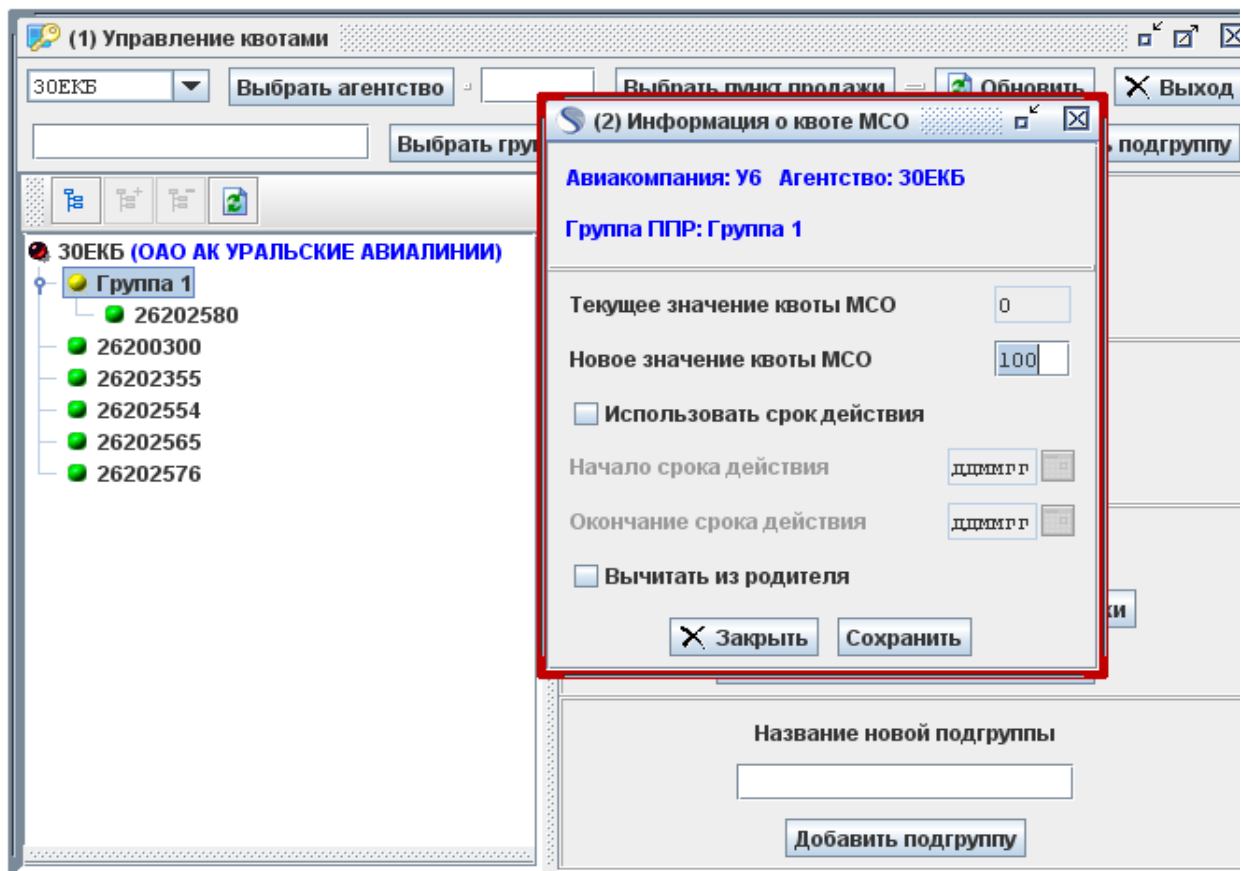 (1) Управление квотами
30ЕКБ Выбрать агентство Выбрать пункт продажи Обновить Выход
Выбрать гру подгруппу
30ЕКБ (ОАО АК УРАЛЬСКИЕ АВИАЛИНИИ)
Группа 1
26202580
26200300
26202355
26202554
26202565
26202576
(2) Информация о квоте МСО
Авиакомпания: У6 Агентство: 30ЕКБ
Группа ППР: Группа 1
Текущее значение квоты МСО 0
Новое значение квоты МСО 100
Использовать срок действия
Начало срока действия ддммгг
Окончание срока действия ддммгг
Вычитать из родителя
Закрыть Сохранить
ки
Название новой подгруппы
Добавить подгруппу